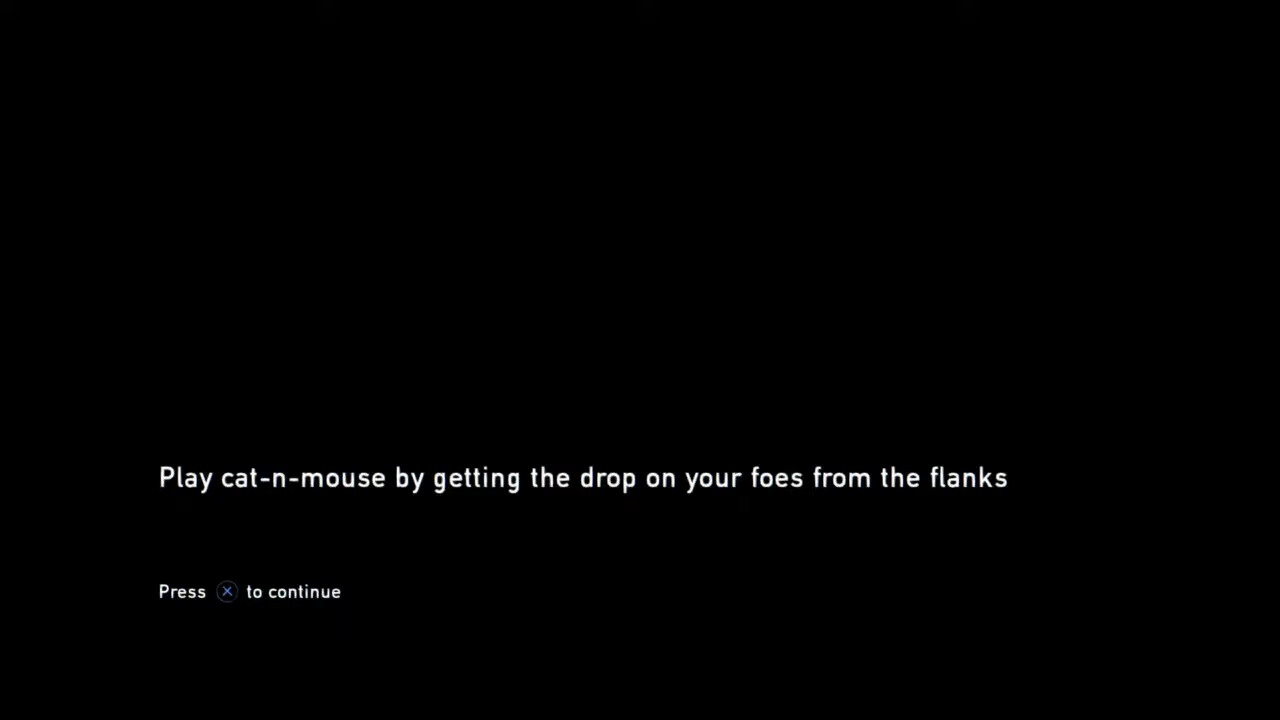 Play cat-n-mouse by getting the drop on your foes from the flanks
Press ⊗ to continue